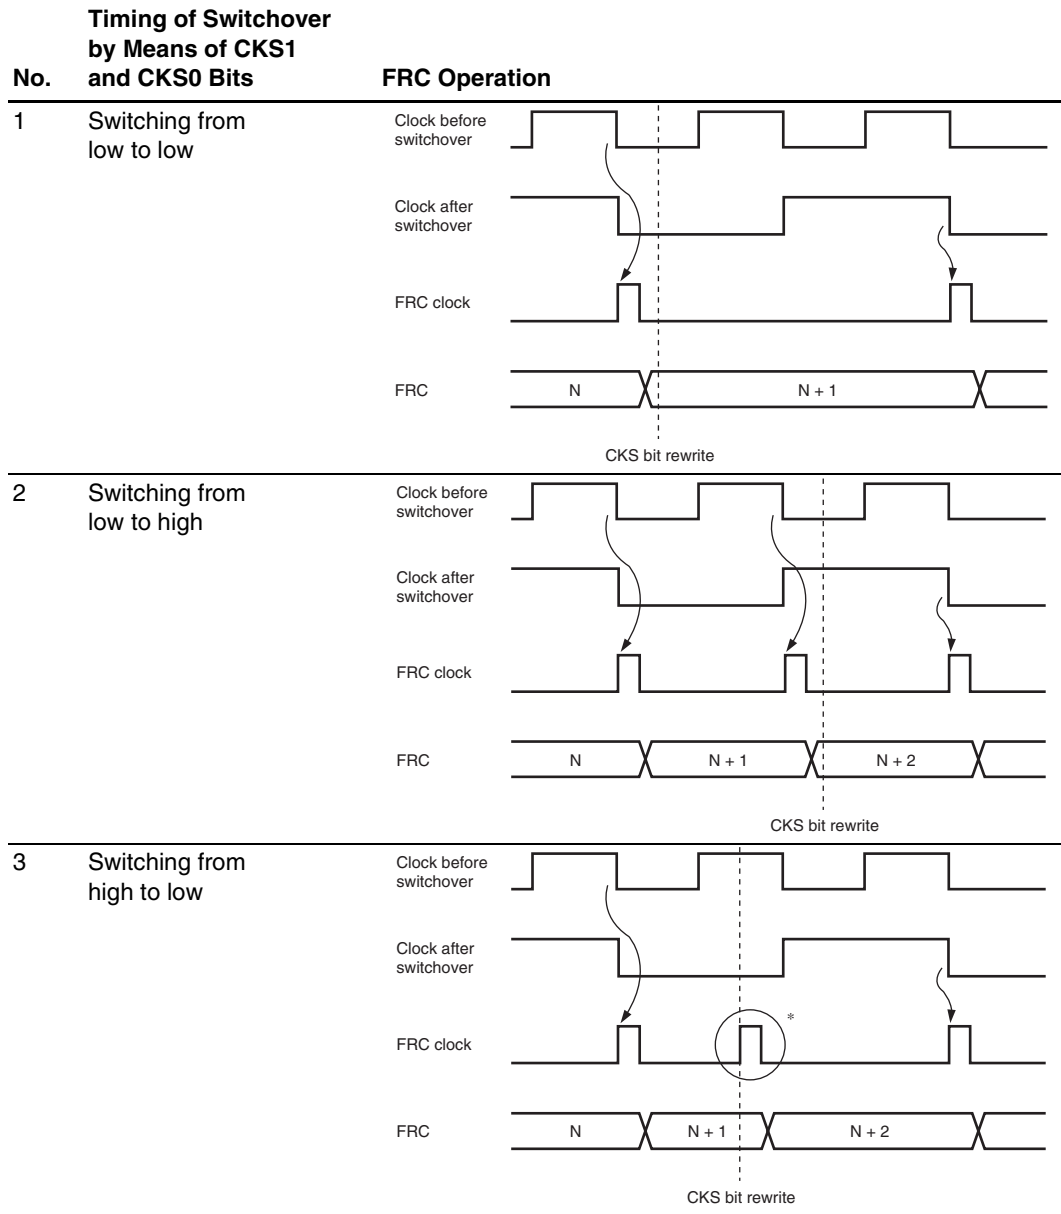 No.
Timing of Switchover
by Means of CKS1
and CKS0 Bits
FRC Operation
1
Switching from
low to low
Clock before
switchover
Clock after
switchover
FRC clock
FRC
N
N + 1
CKS bit rewrite
2
Switching from
low to high
Clock before
switchover
Clock after
switchover
FRC clock
FRC
N
N + 1
N + 2
CKS bit rewrite
3
Switching from
high to low
Clock before
switchover
Clock after
switchover
FRC clock
*
FRC
N
N + 1
N + 2
CKS bit rewrite